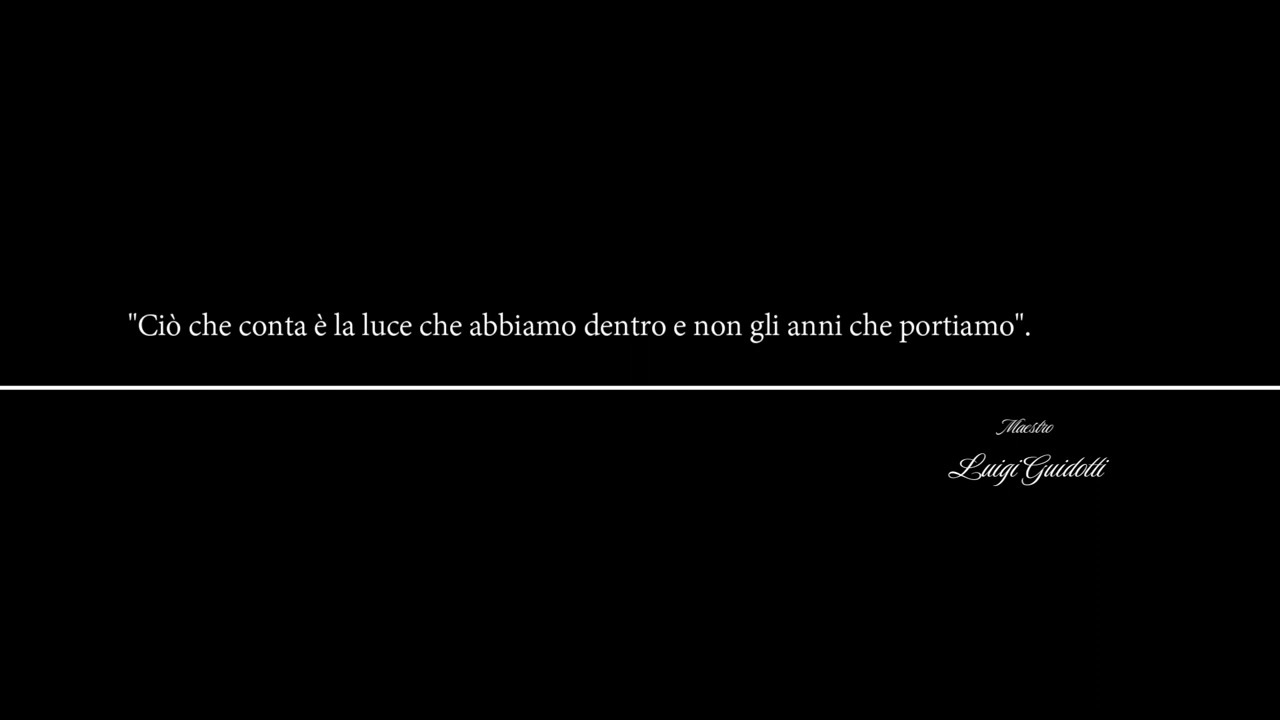 "Ciò che conta è la luce che abbiamo dentro e non gli anni che portiamo".
Maestro
Luigi Guidotti